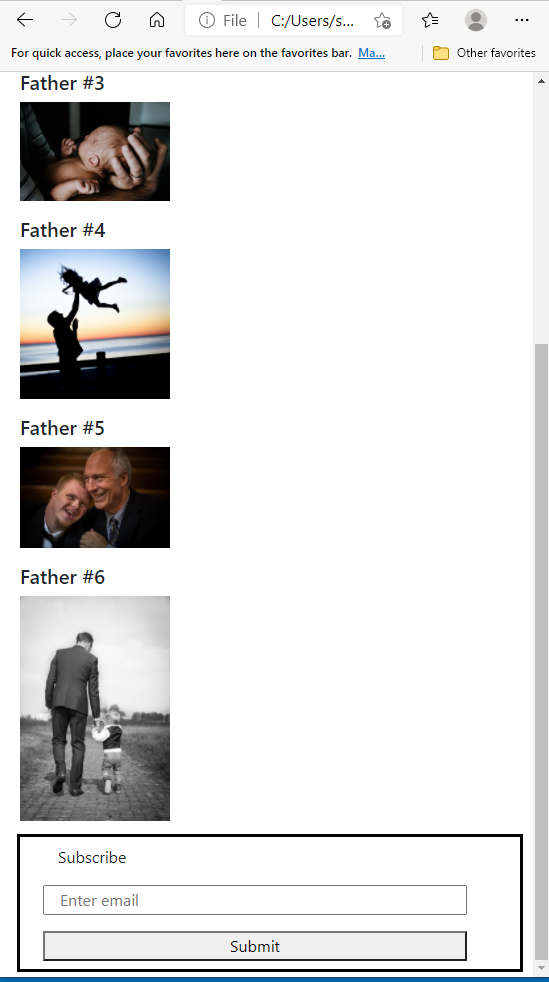 File
C:/Users/s...
For quick access, place your favorites here on the favorites bar. Ma...
Other favorites
Father #3
Father #4
Father #5
Father #6
Subscribe
Enter email
Submit